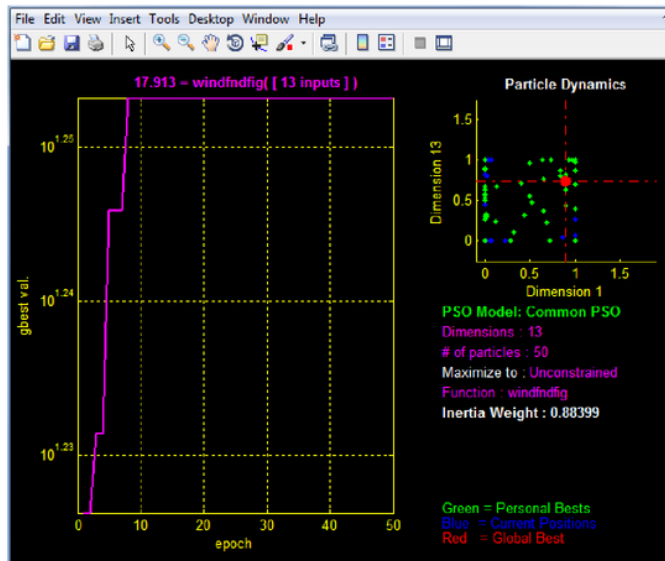 File Edit View Insert Tools Desktop Window Help
17.913 = windfndfig( [ 13 inputs ] )
Particle Dynamics
10^1.25
10^1.24
10^1.23
gbest val.
0 10 20 30 40 50
epoch
1.5
1
0.5
0
Dimension 13
0 0.5 1 1.5
Dimension 1
PSO Model: Common PSO
Dimensions : 13
# of particles : 50
Maximize to : Unconstrained
Function : windfndfig
Inertia Weight : 0.88399
Green = Personal Bests
Blue = Current Positions
Red = Global Best